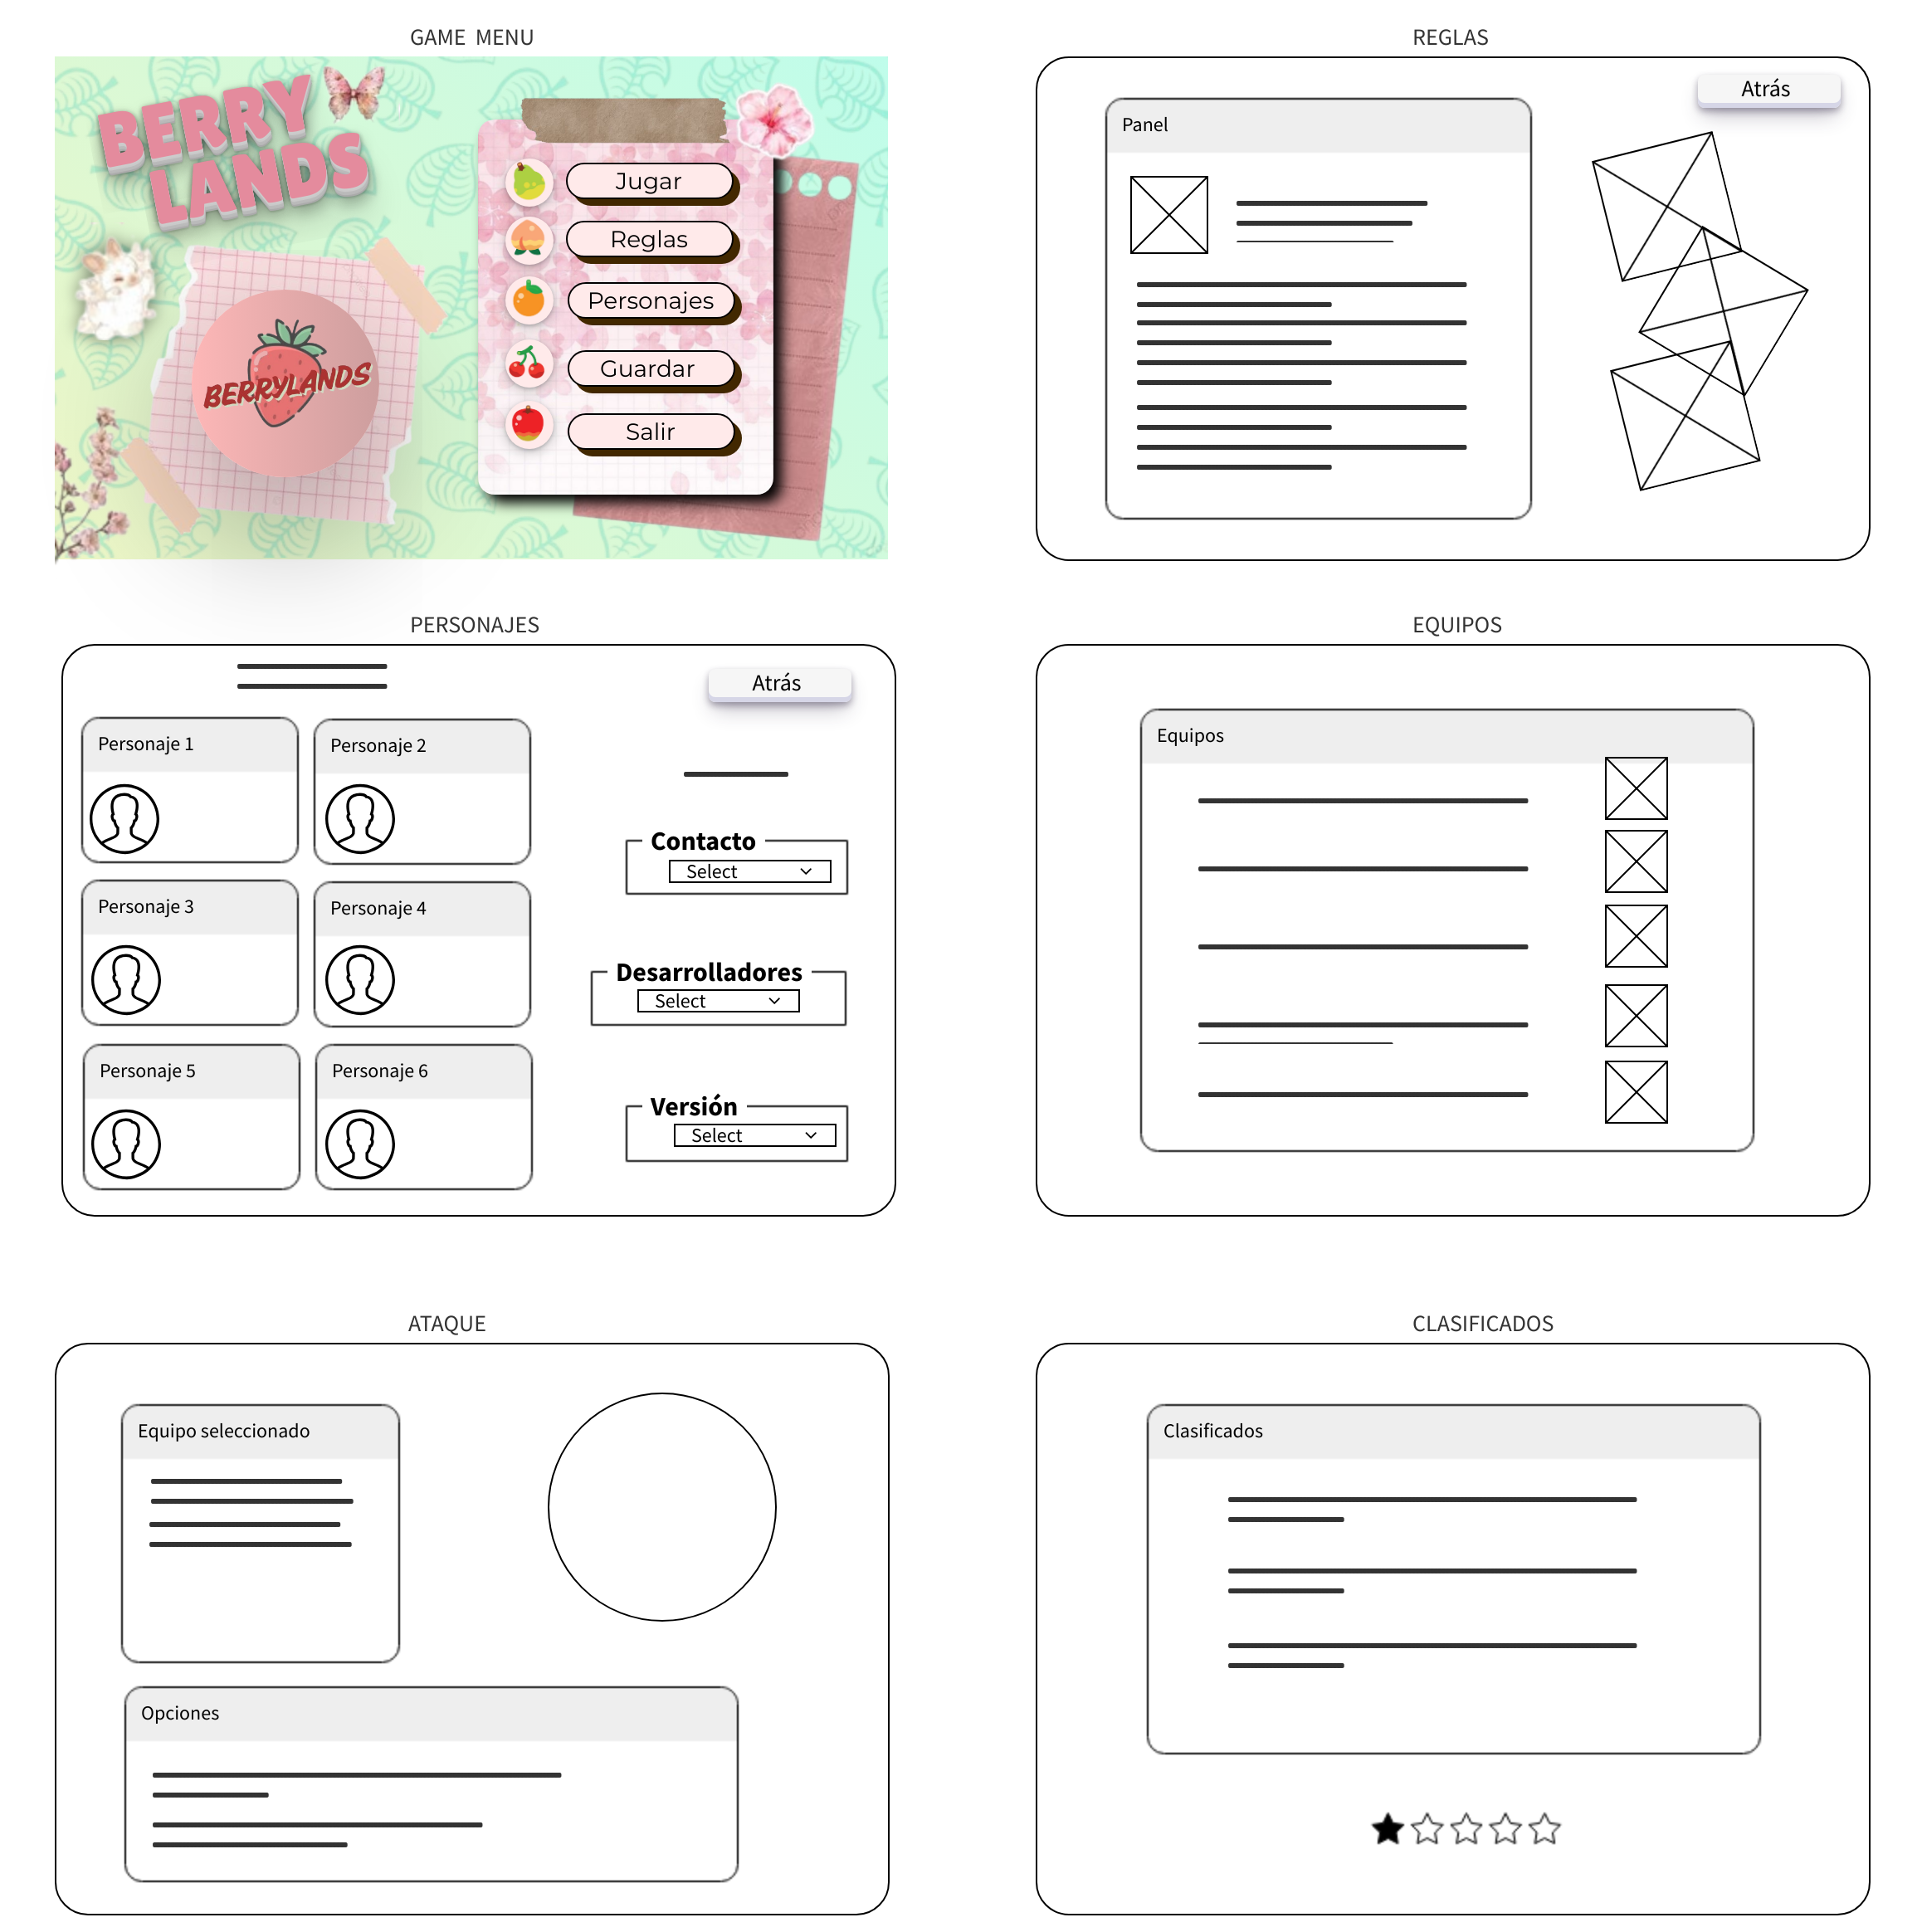 GAME MENU
BERRY
LANDS
BERRYLANDS
Jugar
Reglas
Personajes
Guardar
Salir
REGLAS
Atrás
Panel
PERSONAJES
Atrás
Personaje 1
Personaje 2
Personaje 3
Personaje 4
Personaje 5
Personaje 6
Contacto
Select
Desarrolladores
Select
Versión
Select
EQUIPOS
Equipos
ATAQUE
Equipo seleccionado
Opciones
CLASIFICADOS
Clasificados